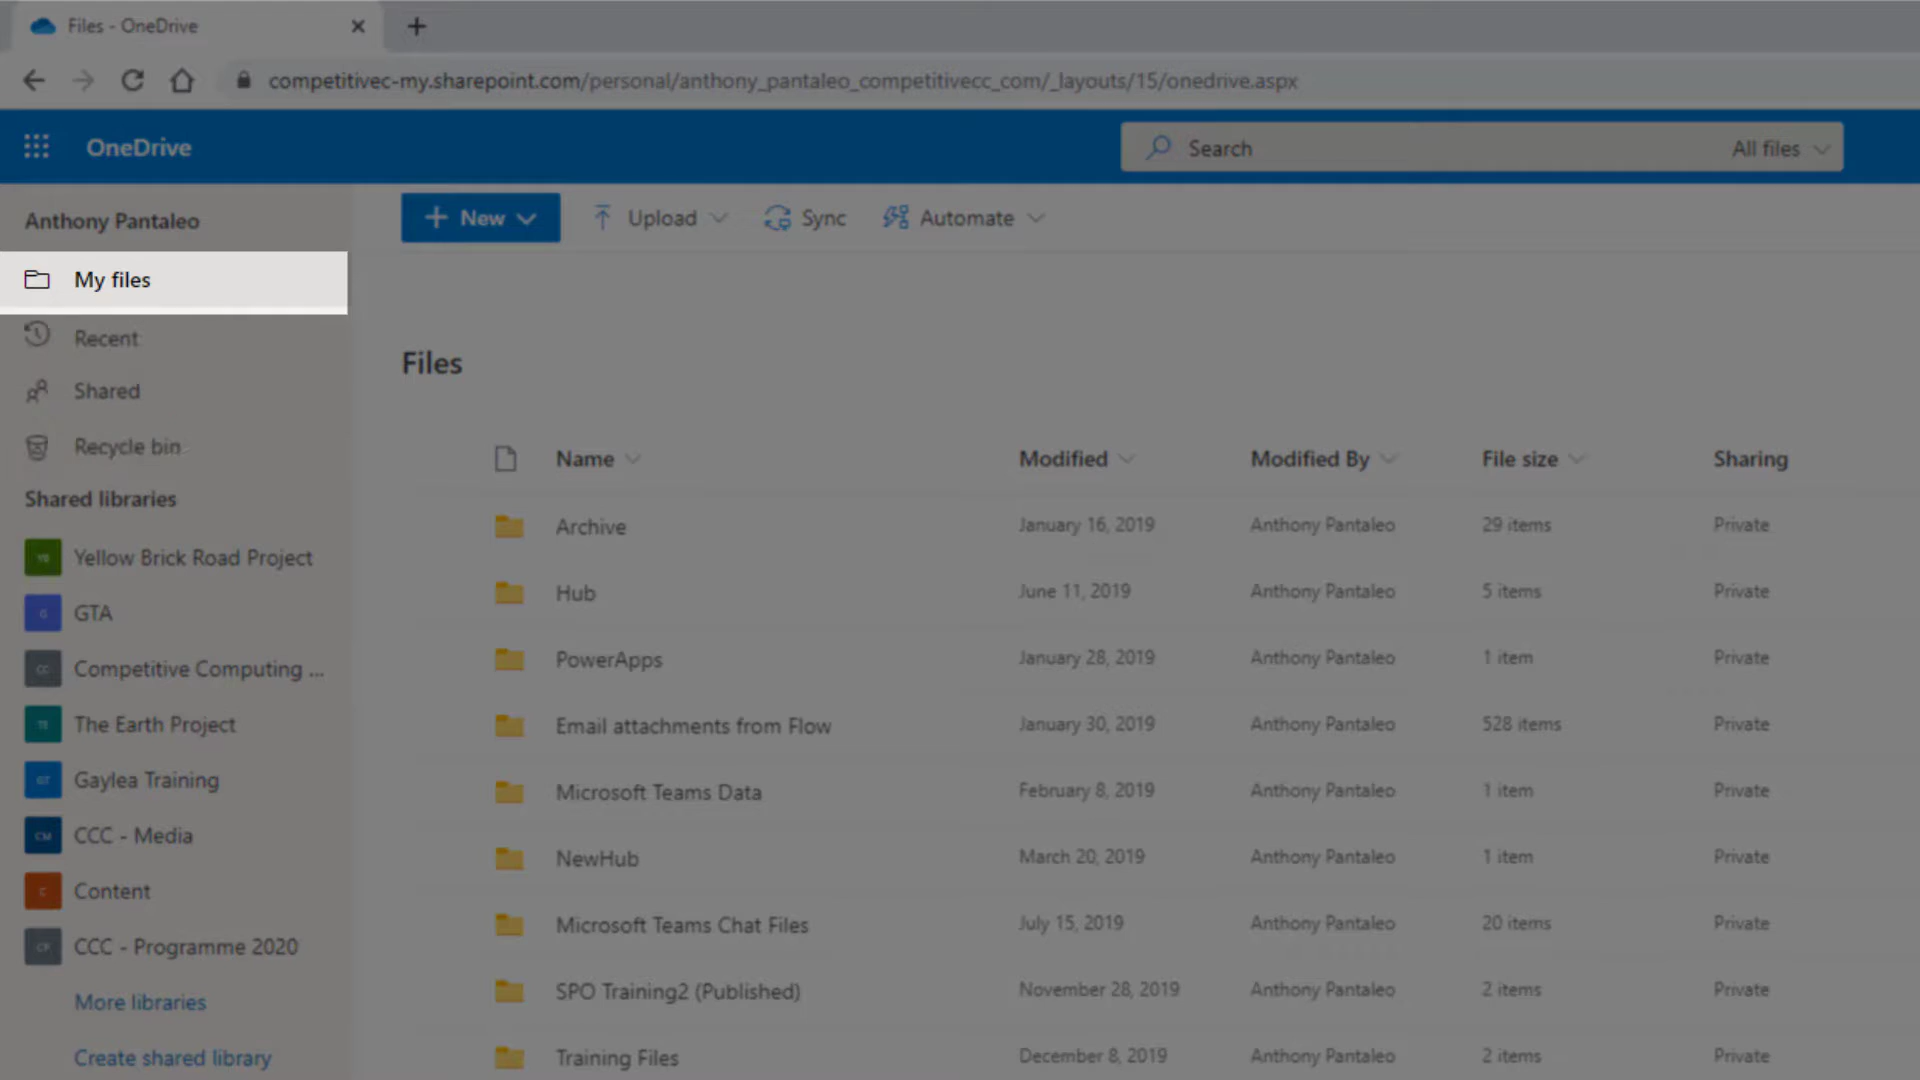 Files - OneDrive
competitivec-my.sharepoint.com/personal/anthony_pantaleo_competitivecc_com/_layouts/15/onedrive.aspx
OneDrive
Search
All files
Anthony Pantaleo
My files
Recent
Shared
Recycle bin
Shared libraries
YB Yellow Brick Road Project
G GTA
CC Competitive Computing ...
TE The Earth Project
GT Gaylea Training
CM CCC - Media
C Content
CP CCC - Programme 2020
More libraries
Create shared library
New
Upload
Sync
Automate
Files
Name Modified Modified By File size Sharing
Archive January 16, 2019 Anthony Pantaleo 29 items Private
Hub June 11, 2019 Anthony Pantaleo 5 items Private
PowerApps January 28, 2019 Anthony Pantaleo 1 item Private
Email attachments from Flow January 30, 2019 Anthony Pantaleo 528 items Private
Microsoft Teams Data February 8, 2019 Anthony Pantaleo 1 item Private
NewHub March 20, 2019 Anthony Pantaleo 1 item Private
Microsoft Teams Chat Files July 15, 2019 Anthony Pantaleo 20 items Private
SPO Training2 (Published) November 28, 2019 Anthony Pantaleo 2 items Private
Training Files December 8, 2019 Anthony Pantaleo 2 items Private